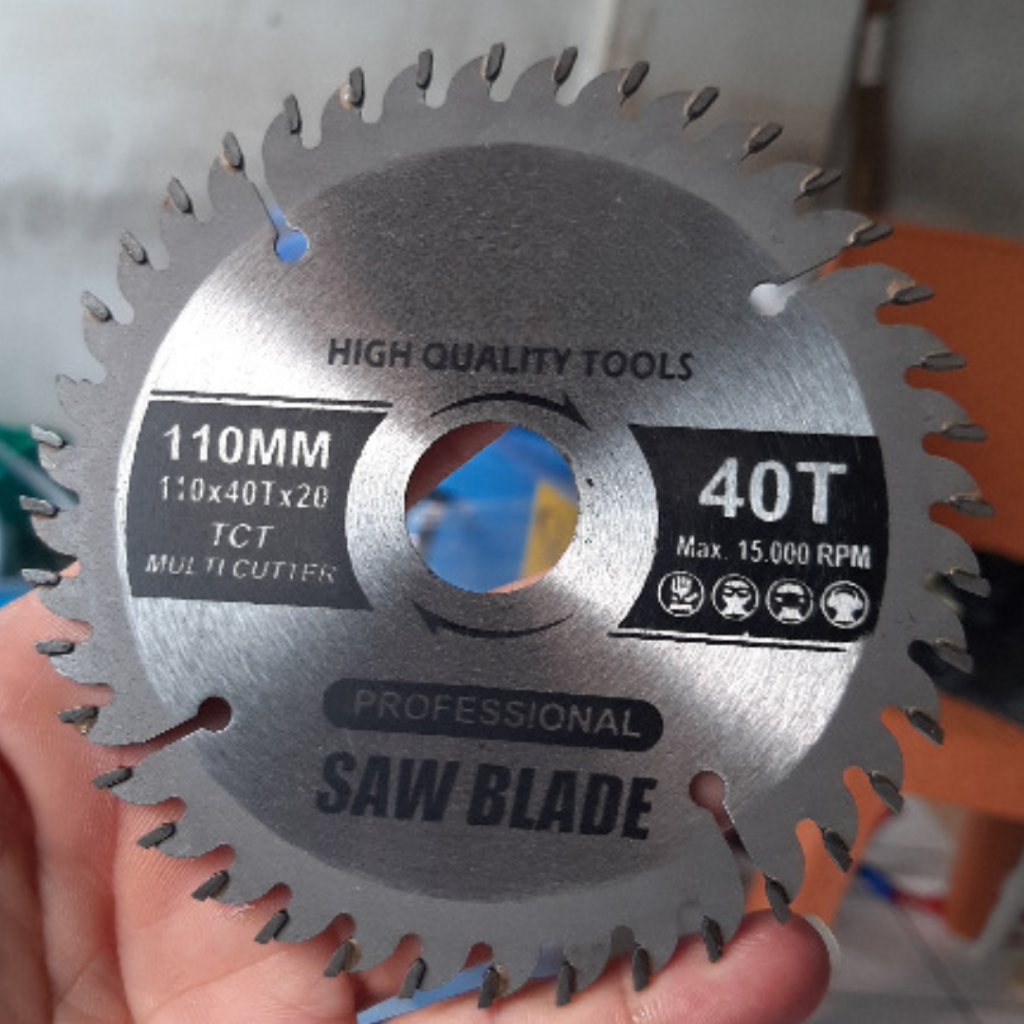 HIGH QUALITY TOOLS
110MM
110x40Tx20
TCT
MULTI CUTTER
40T
Max. 15.000 RPM
PROFESSIONAL
SAW BLADE